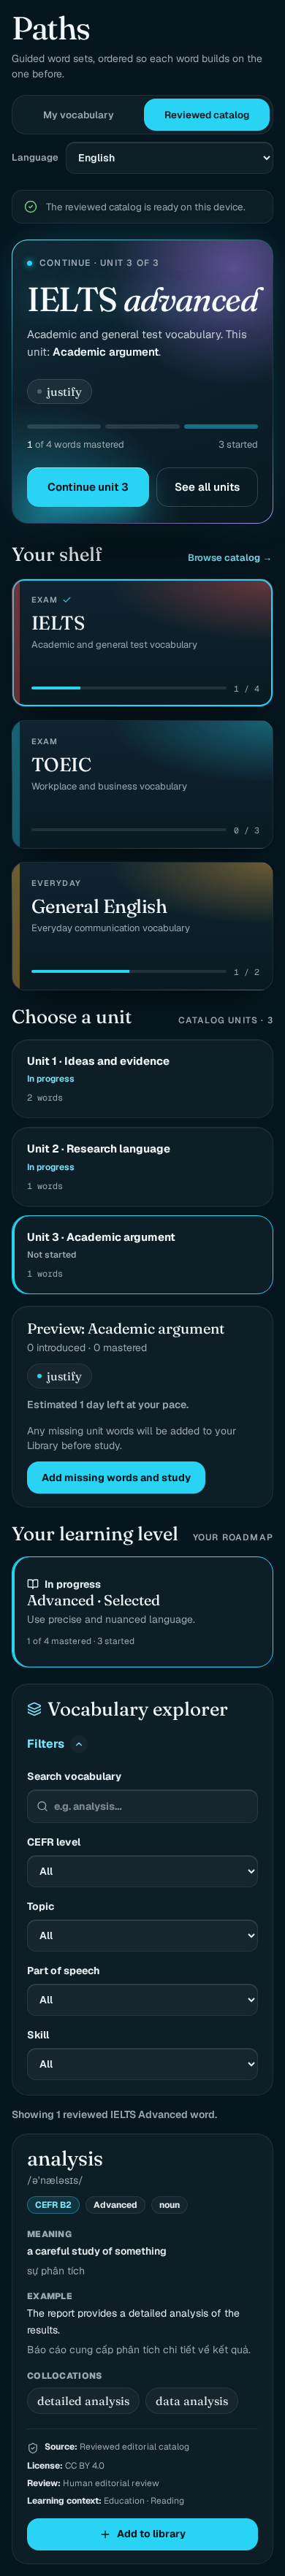 Paths
Guided word sets, ordered so each word builds on the
one before.
My vocabulary
Reviewed catalog
Language
English
The reviewed catalog is ready on this device.
CONTINUE · UNIT 3 OF 3
IELTS advanced
Academic and general test vocabulary. This
unit: Academic argument.
justify
1 of 4 words mastered
3 started
Continue unit 3
See all units
Your shelf
Browse catalog →
EXAM
IELTS
Academic and general test vocabulary
1 / 4
EXAM
TOEIC
Workplace and business vocabulary
0 / 3
EVERYDAY
General English
Everyday communication vocabulary
1 / 2
Choose a unit
CATALOG UNITS · 3
Unit 1 · Ideas and evidence
In progress
2 words
Unit 2 · Research language
In progress
1 words
Unit 3 · Academic argument
Not started
1 words
Preview: Academic argument
0 introduced · 0 mastered
justify
Estimated 1 day left at your pace.
Any missing unit words will be added to your
Library before study.
Add missing words and study
Your learning level
YOUR ROADMAP
In progress
Advanced · Selected
Use precise and nuanced language.
1 of 4 mastered · 3 started
Vocabulary explorer
Filters
Search vocabulary
e.g. analysis...
CEFR level
All
Topic
All
Part of speech
All
Skill
All
Showing 1 reviewed IELTS Advanced word.
analysis
/əˈnæləsɪs/
CEFR B2
Advanced
noun
MEANING
a careful study of something
sự phân tích
EXAMPLE
The report provides a detailed analysis of the
results.
Báo cáo cung cấp phân tích chi tiết về kết quả.
COLLOCATIONS
detailed analysis
data analysis
Source: Reviewed editorial catalog
License: CC BY 4.0
Review: Human editorial review
Learning context: Education · Reading
+ Add to library